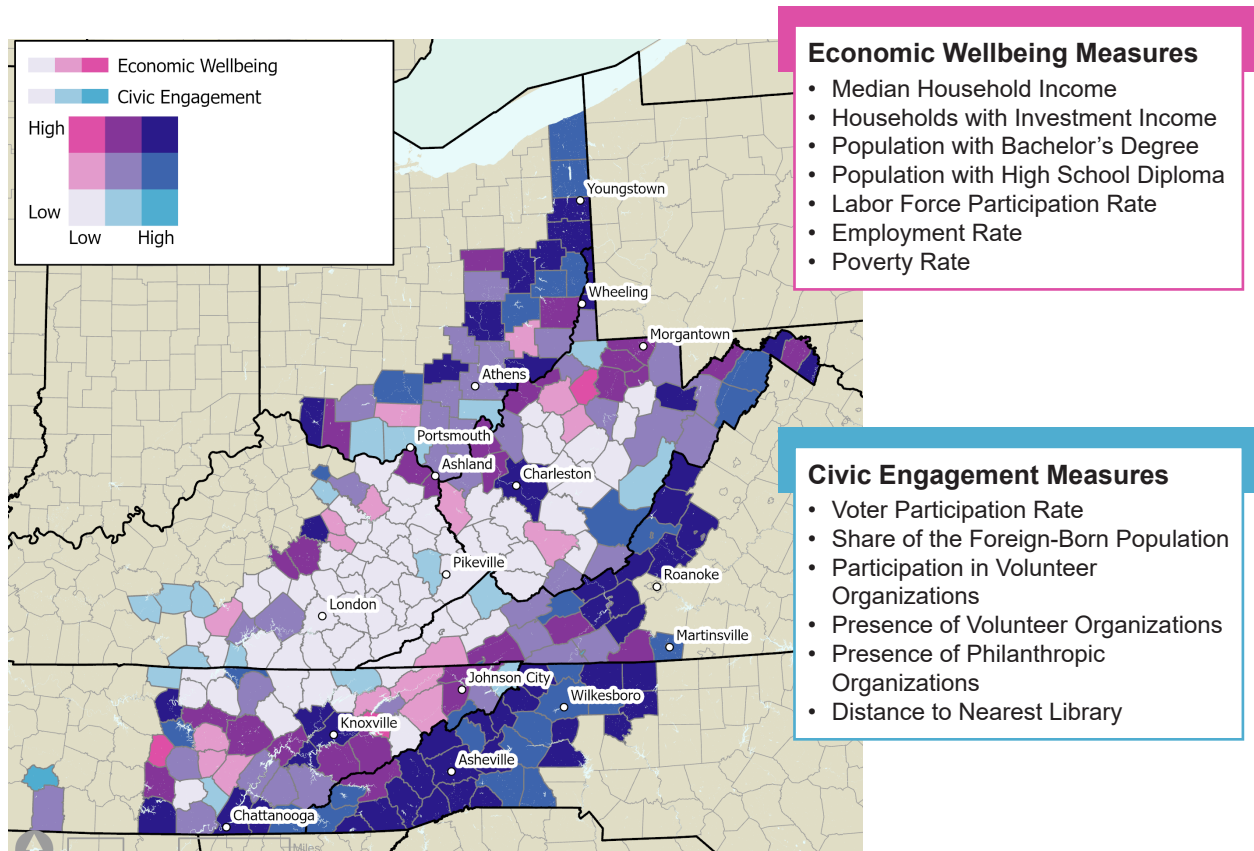 Economic Wellbeing
Civic Engagement
High
Low
Low
High
Youngstown
Wheeling
Morgantown
Athens
Portsmouth
Ashland
Charleston
Pikeville
London
Roanoke
Martinsville
Johnson City
Wilkesboro
Knoxville
Asheville
Chattanooga
Miles
Economic Wellbeing Measures
• Median Household Income
• Households with Investment Income
• Population with Bachelor’s Degree
• Population with High School Diploma
• Labor Force Participation Rate
• Employment Rate
• Poverty Rate
Civic Engagement Measures
• Voter Participation Rate
• Share of the Foreign-Born Population
• Participation in Volunteer
Organizations
• Presence of Volunteer Organizations
• Presence of Philanthropic
Organizations
• Distance to Nearest Library